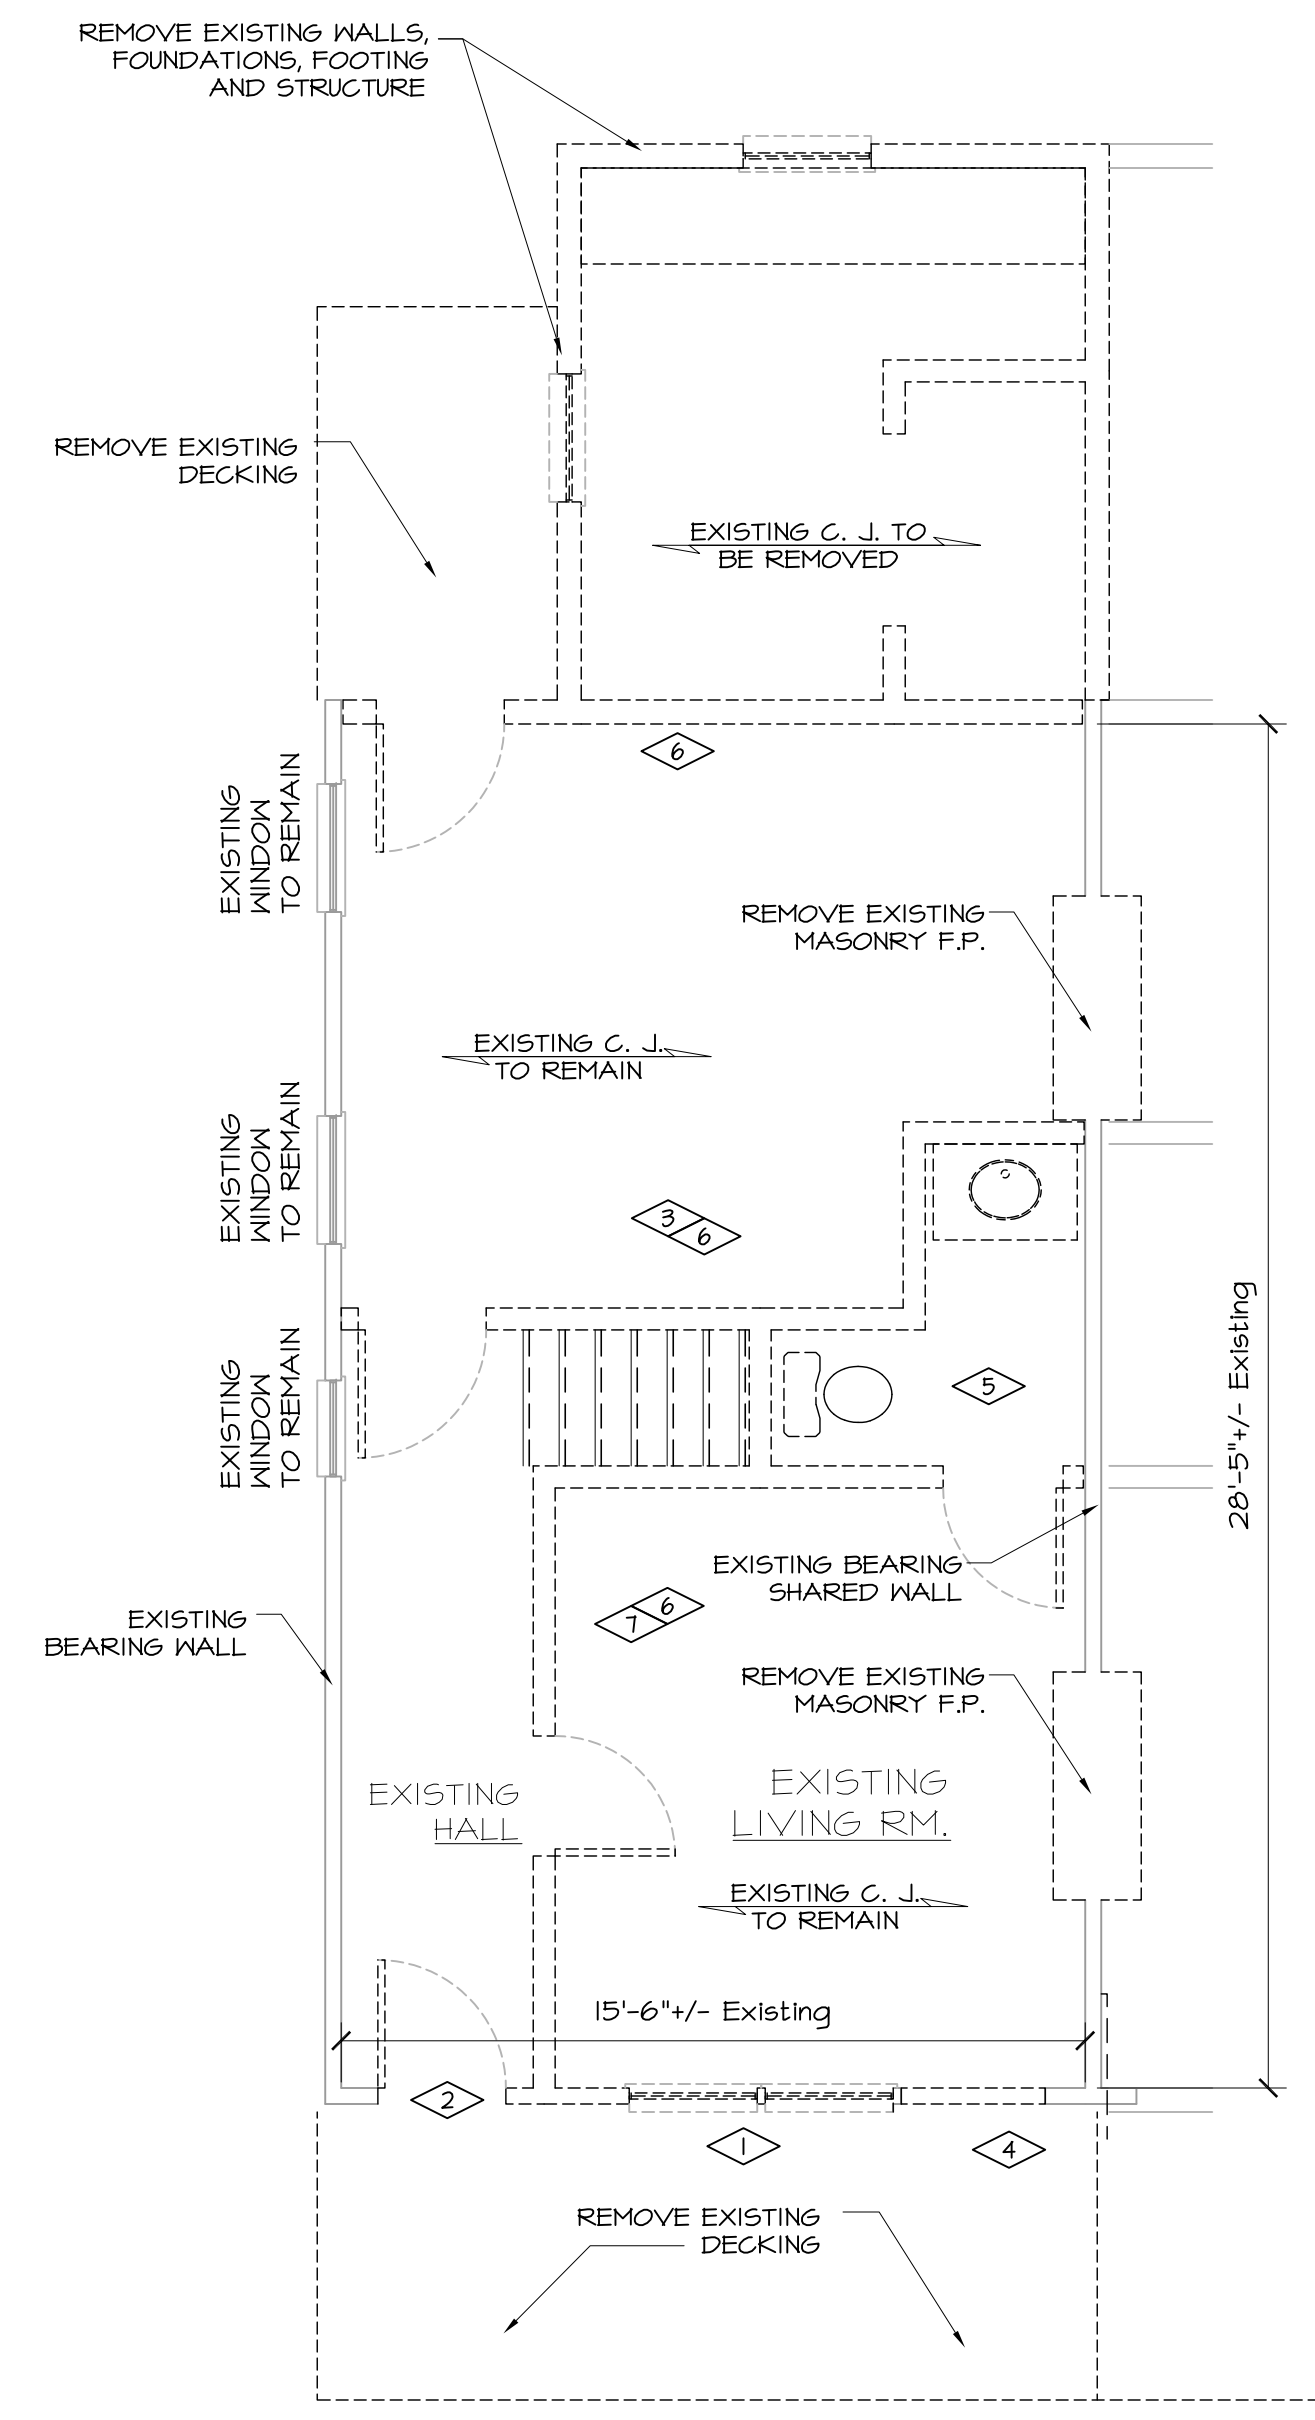 REMOVE EXISTING WALLS,
FOUNDATIONS, FOOTING
AND STRUCTURE
REMOVE EXISTING
DECKING
EXISTING C. J. TO
BE REMOVED
6
EXISTING
WINDOW
TO REMAIN
REMOVE EXISTING
MASONRY F.P.
EXISTING C. J.
TO REMAIN
EXISTING
WINDOW
TO REMAIN
3
6
28'-5"+/- Existing
EXISTING
WINDOW
TO REMAIN
5
EXISTING BEARING
SHARED WALL
7
6
EXISTING
BEARING WALL
REMOVE EXISTING
MASONRY F.P.
EXISTING
HALL
EXISTING
LIVING RM.
EXISTING C. J.
TO REMAIN
15'-6"+/- Existing
2
1
4
REMOVE EXISTING
DECKING